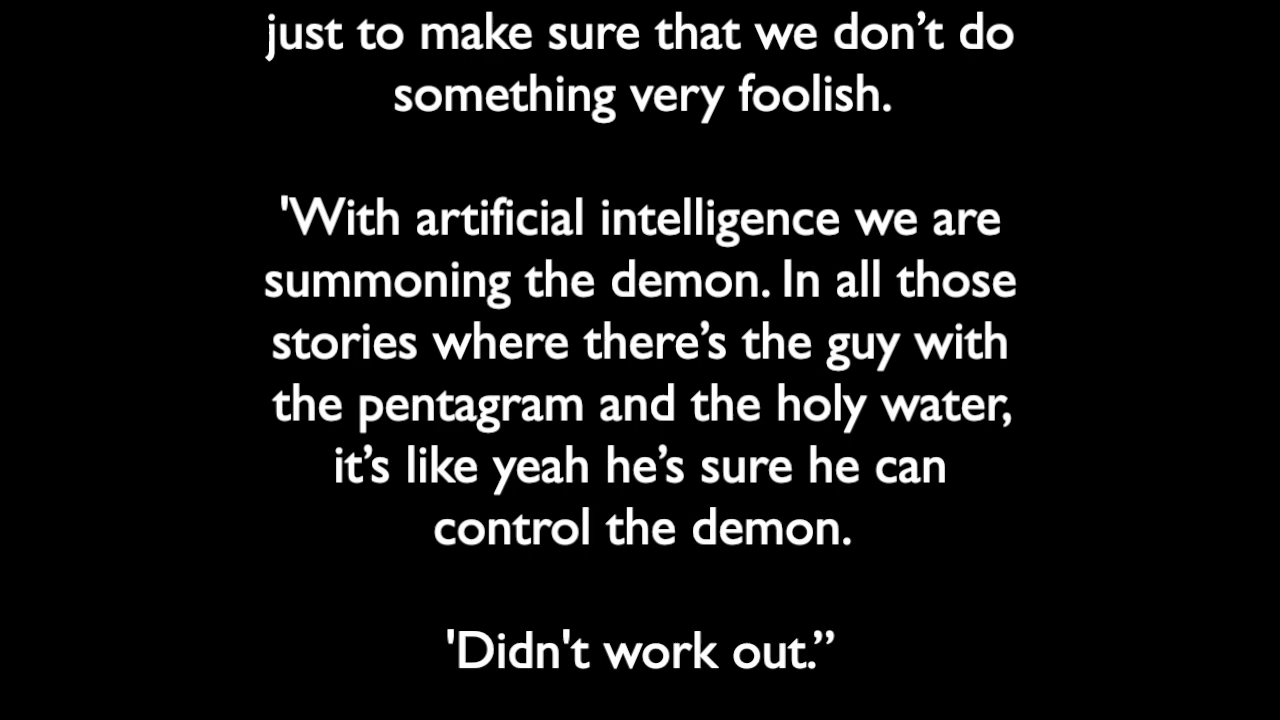 just to make sure that we don’t do
something very foolish.
'With artificial intelligence we are
summoning the demon. In all those
stories where there’s the guy with
the pentagram and the holy water,
it’s like yeah he’s sure he can
control the demon.
'Didn't work out.”